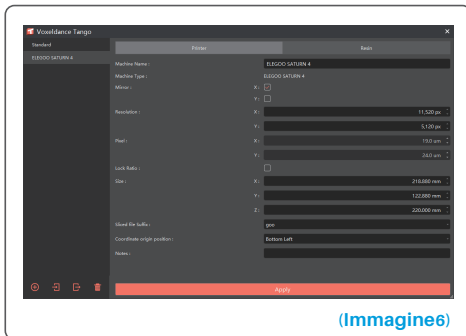 Voxeldance Tango ×
Standard
ELEGOO SATURN 4
Printer Resin
Machine Name : ELEGOO SATURN 4
Machine Type : ELEGOO SATURN 4
Mirror : X :
Y :
Resolution : X : 11,520 px
Y : 5,120 px
Pixel : X : 19.0 um
Y : 24.0 um
Lock Ratio :
Size : X : 218.880 mm
Y : 122.880 mm
Z : 220.000 mm
Sliced file Suffix : goo
Coordinate origin position : Bottom Left
Notes :
Apply
(Immagine6)